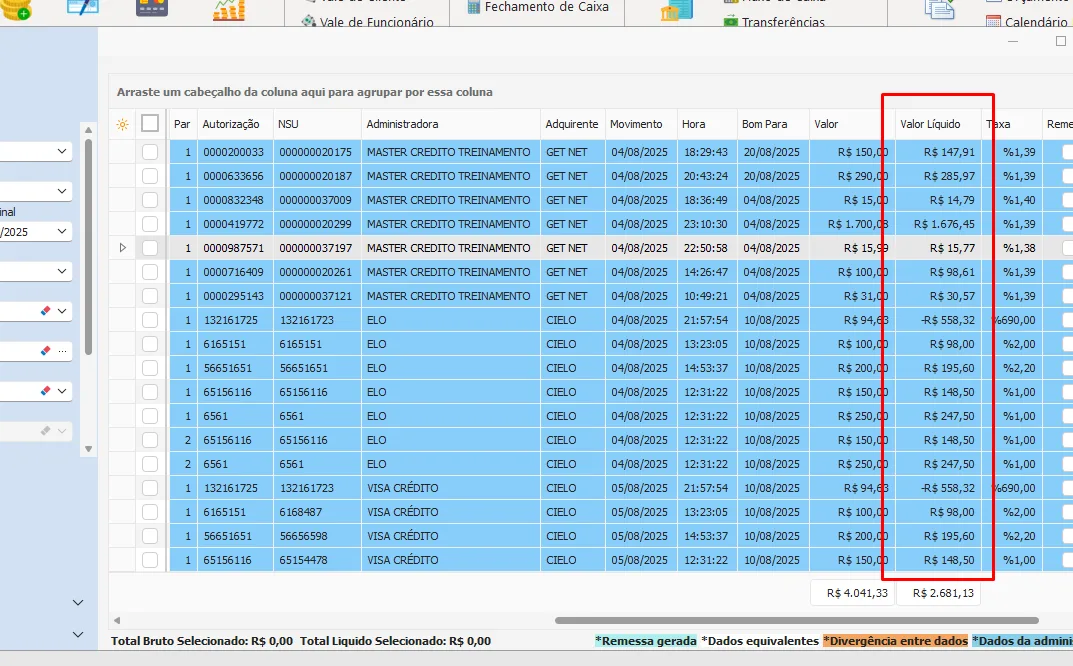 Vale de Funcionário
Fechamento de Caixa
Transferências
Calendário
Arraste um cabeçalho da coluna aqui para agrupar por essa coluna
Par Autorização NSU Administradora Adquirente Movimento Hora Bom Para Valor Valor Líquido Taxa Reme
1 0000200033 000000020175 MASTER CREDITO TREINAMENTO GET NET 04/08/2025 18:29:43 20/08/2025 R$ 150,00 R$ 147,91 %1,39
1 0000633656 000000020187 MASTER CREDITO TREINAMENTO GET NET 04/08/2025 20:43:24 20/08/2025 R$ 290,00 R$ 285,97 %1,39
1 0000832348 000000037009 MASTER CREDITO TREINAMENTO GET NET 04/08/2025 18:36:49 04/08/2025 R$ 15,00 R$ 14,79 %1,40
inal
1 0000419772 000000020299 MASTER CREDITO TREINAMENTO GET NET 04/08/2025 23:10:30 04/08/2025 R$ 1.700,08 R$ 1.676,45 %1,39
/2025
1 0000987571 000000037197 MASTER CREDITO TREINAMENTO GET NET 04/08/2025 22:50:58 04/08/2025 R$ 15,99 R$ 15,77 %1,38
1 0000716409 000000020261 MASTER CREDITO TREINAMENTO GET NET 04/08/2025 14:26:47 04/08/2025 R$ 100,00 R$ 98,61 %1,39
1 0000295143 000000037121 MASTER CREDITO TREINAMENTO GET NET 04/08/2025 10:49:21 04/08/2025 R$ 31,00 R$ 30,57 %1,39
1 132161725 132161723 ELO CIELO 04/08/2025 21:57:54 10/08/2025 R$ 94,63 -R$ 558,32 %690,00
1 6165151 6165151 ELO CIELO 04/08/2025 13:23:05 10/08/2025 R$ 100,00 R$ 98,00 %2,00
1 56651651 56651651 ELO CIELO 04/08/2025 14:53:37 10/08/2025 R$ 200,00 R$ 195,60 %2,20
1 65156116 65156116 ELO CIELO 04/08/2025 12:31:22 10/08/2025 R$ 150,00 R$ 148,50 %1,00
1 6561 6561 ELO CIELO 04/08/2025 12:31:22 10/08/2025 R$ 250,00 R$ 247,50 %1,00
2 65156116 65156116 ELO CIELO 04/08/2025 12:31:22 10/08/2025 R$ 150,00 R$ 148,50 %1,00
2 6561 6561 ELO CIELO 04/08/2025 12:31:22 10/08/2025 R$ 250,00 R$ 247,50 %1,00
1 132161725 132161723 VISA CRÉDITO CIELO 05/08/2025 21:57:54 10/08/2025 R$ 94,63 -R$ 558,32 %690,00
1 6165151 6168487 VISA CRÉDITO CIELO 05/08/2025 13:23:05 10/08/2025 R$ 100,00 R$ 98,00 %2,00
1 56651651 56656598 VISA CRÉDITO CIELO 05/08/2025 14:53:37 10/08/2025 R$ 200,00 R$ 195,60 %2,20
1 65156116 65154478 VISA CRÉDITO CIELO 05/08/2025 12:31:22 10/08/2025 R$ 150,00 R$ 148,50 %1,00
R$ 4.041,33 R$ 2.681,13
Total Bruto Selecionado: R$ 0,00 Total Liquido Selecionado: R$ 0,00 *Remessa gerada *Dados equivalentes *Divergência entre dados *Dados da adminis